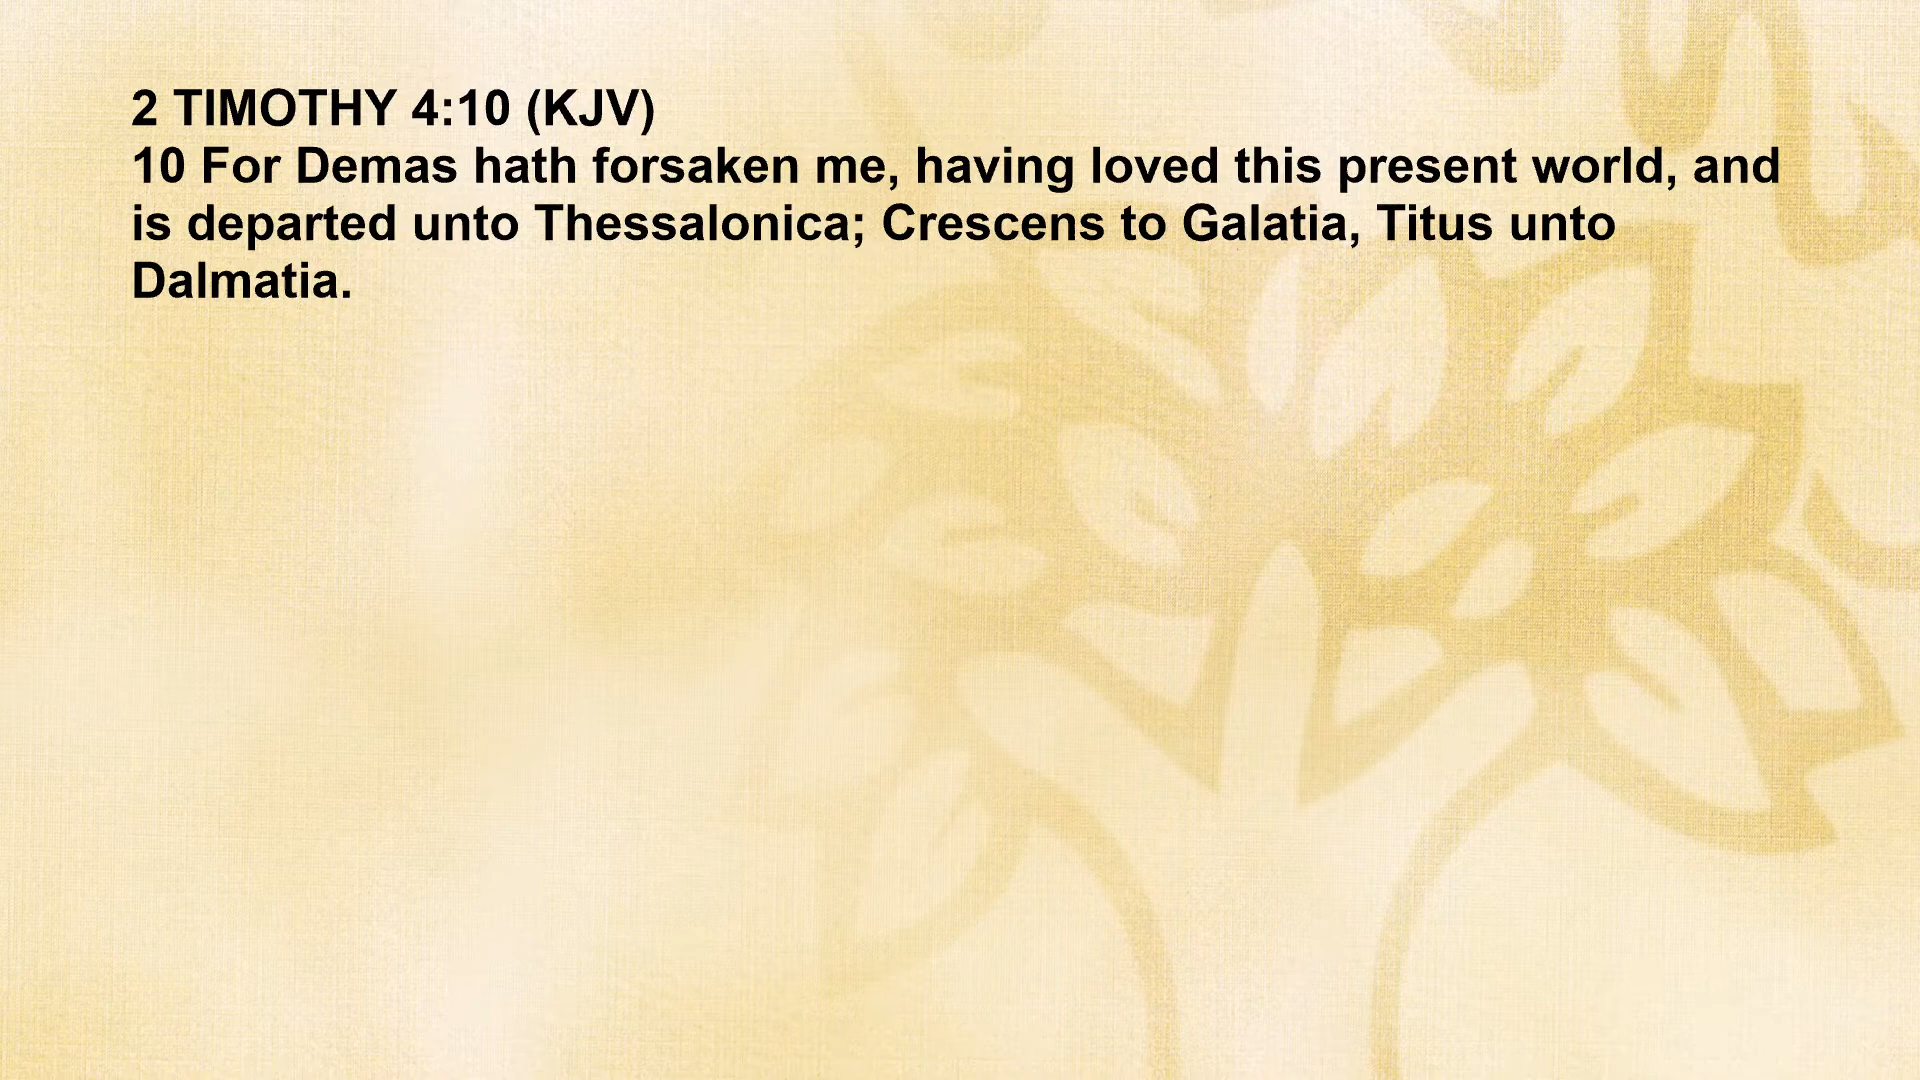 2 TIMOTHY 4:10 (KJV)
10 For Demas hath forsaken me, having loved this present world, and
is departed unto Thessalonica; Crescens to Galatia, Titus unto
Dalmatia.